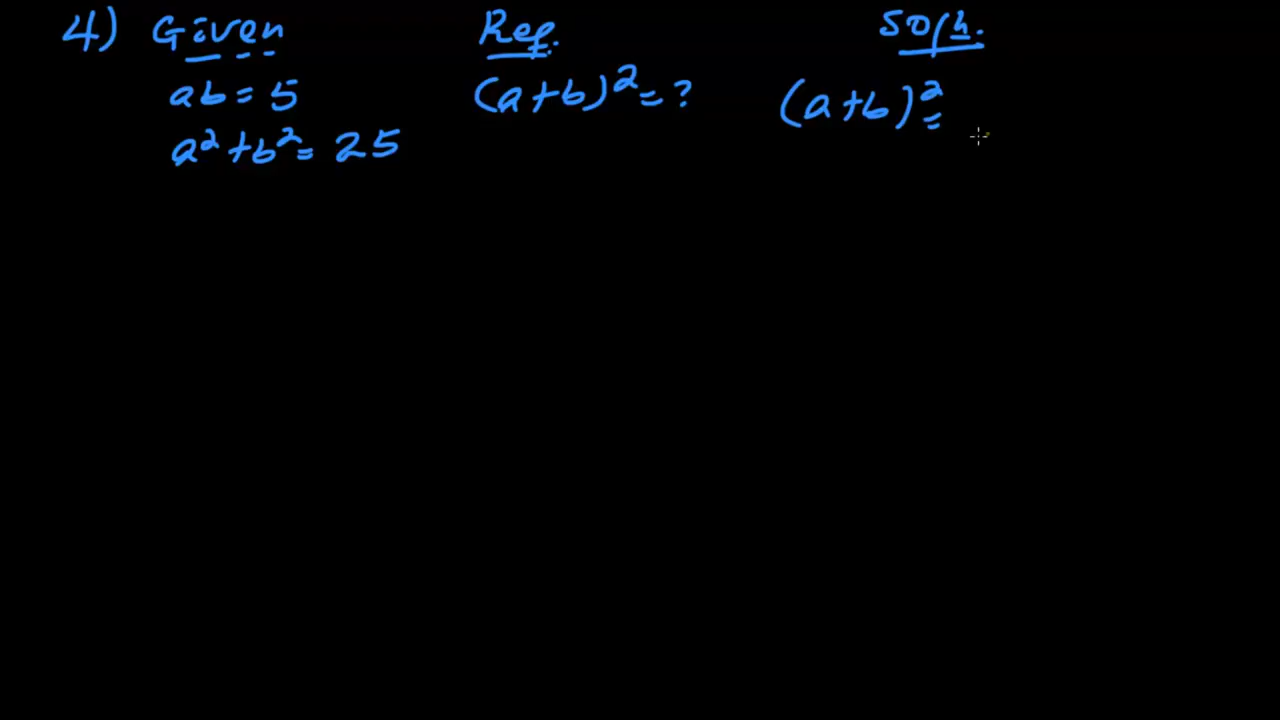 4) Given Req. Soln.
ab = 5 (a+b)² = ? (a+b)² =
a² + b² = 25